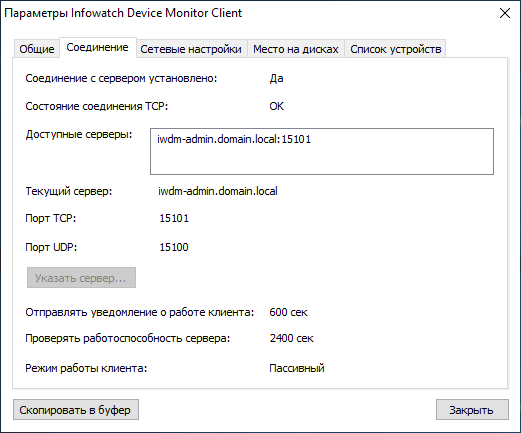 Параметры Infowatch Device Monitor Client
Общие Соединение Сетевые настройки Место на дисках Список устройств
Соединение с сервером установлено: Да
Состояние соединения TCP: ОК
Доступные серверы: iwdm-admin.domain.local:15101
Текущий сервер: iwdm-admin.domain.local
Порт TCP: 15101
Порт UDP: 15100
Указать сервер...
Отправлять уведомление о работе клиента: 600 сек
Проверять работоспособность сервера: 2400 сек
Режим работы клиента: Пассивный
Скопировать в буфер Закрыть